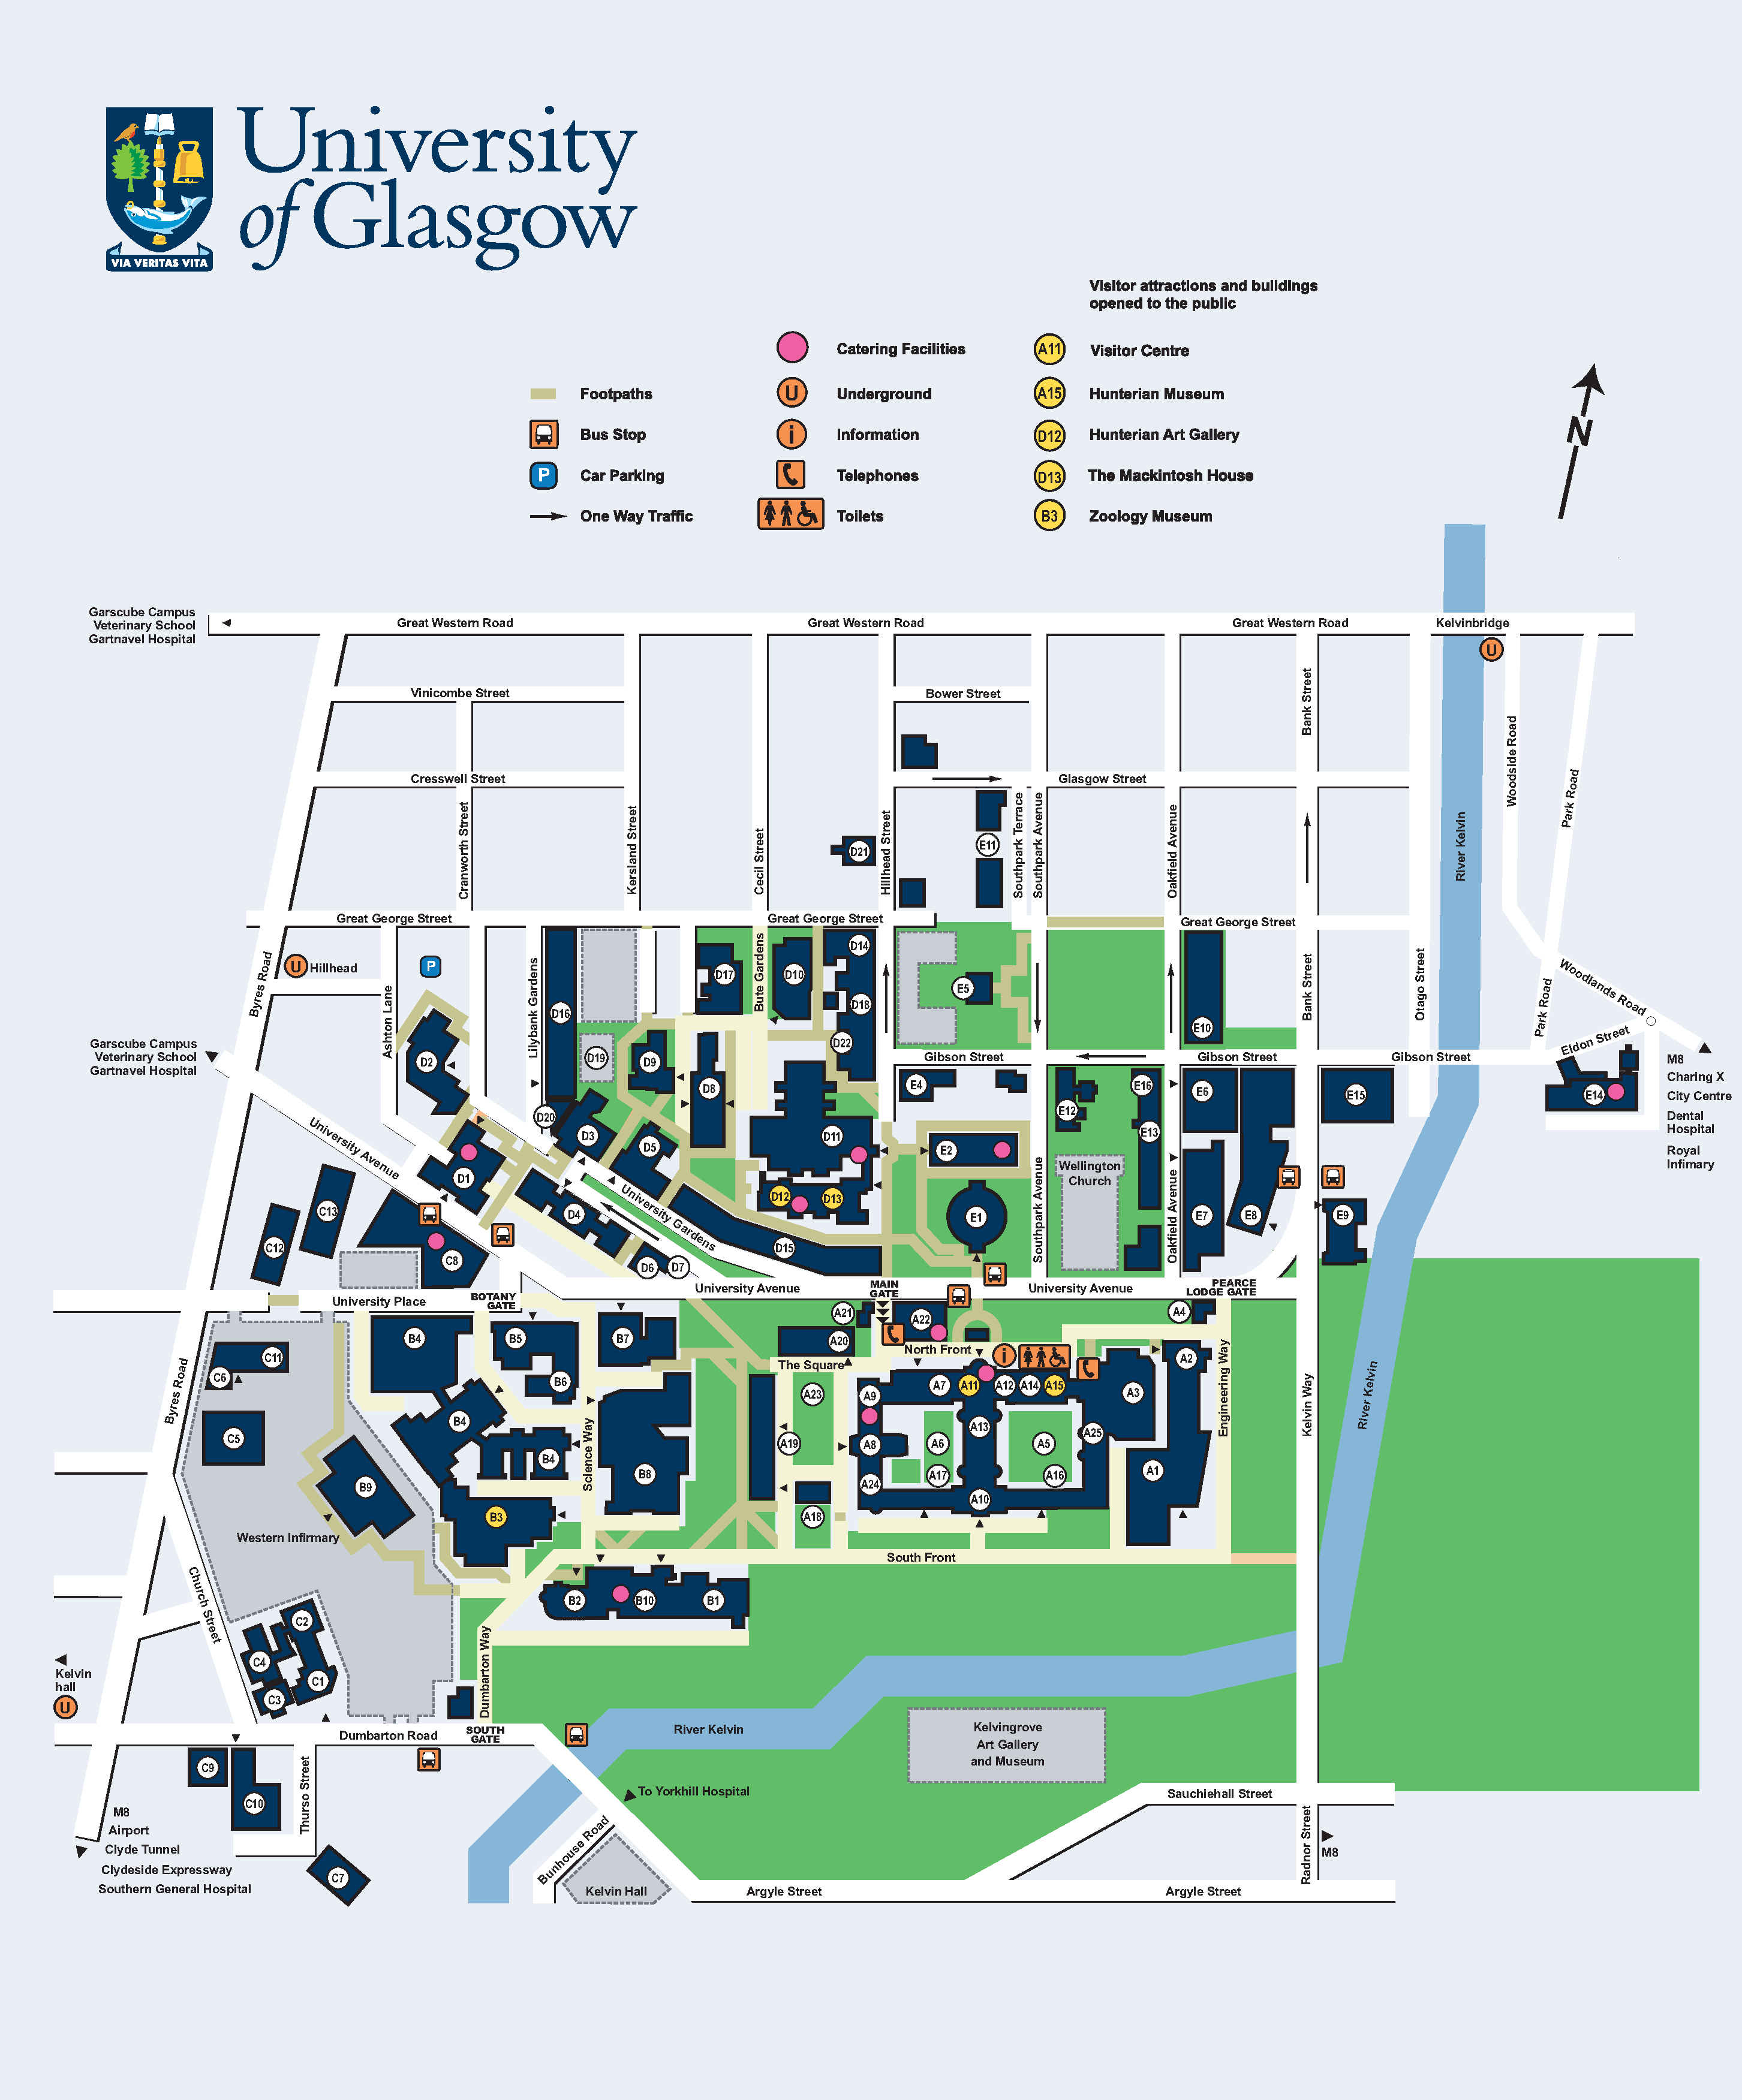 University
of Glasgow
VIA VERITAS VITA
Visitor attractions and buildings
opened to the public
Catering Facilities
A11 Visitor Centre
Footpaths
U Underground
A15 Hunterian Museum
Bus Stop
i Information
D12 Hunterian Art Gallery
P Car Parking
Telephones
D13 The Mackintosh House
One Way Traffic
Toilets
B3 Zoology Museum
N
Garscube Campus
Veterinary School
Gartnavel Hospital
Great Western Road
Great Western Road
Great Western Road
Kelvinbridge
U
Vinicombe Street
Bower Street
Bank Street
Woodside Road
Park Road
Cresswell Street
Glasgow Street
Cranworth Street
Kersland Street
Cecil Street
Hillhead Street
Southpark Terrace
Southpark Avenue
Oakfield Avenue
River Kelvin
D21
E11
Great George Street
Great George Street
Great George Street
Byres Road
U Hillhead
P
Ashton Lane
Lilybank Gardens
Bute Gardens
D14
D17
D10
D16
D18
D22
D19
D9
D8
D2
D20
D3
D5
E5
E10
Bank Street
Otago Street
Park Road
Woodlands Road
Eldon Street
Gibson Street
Gibson Street
Gibson Street
Garscube Campus
Veterinary School
Gartnavel Hospital
M8
Charing X
City Centre
Dental
Hospital
Royal
Infimary
E4
E12
E16
E6
E15
E14
E13
D11
E2
University Avenue
D1
D12
D13
Wellington
Church
Southpark Avenue
Oakfield Avenue
E1
E7
E8
E9
C13
C12
C8
D4
University Gardens
D15
D6
D7
University Place
BOTANY
GATE
University Avenue
MAIN
GATE
University Avenue
PEARCE
LODGE GATE
A21
A22
A4
A20
B4
B5
B7
B6
C11
C6
C5
North Front
i
The Square
A23
A9
A7
A11
A12
A14
A15
A3
A2
Engineering Way
Kelvin Way
River Kelvin
Byres Road
B4
B4
Science Way
B8
A19
A8
A6
A13
A5
A25
A24
A17
A16
A1
A10
A18
B9
B3
Western Infirmary
South Front
Church Street
B2
B10
B1
C2
C4
C1
C3
Dumbarton Way
Kelvin
hall
U
Dumbarton Road
SOUTH
GATE
River Kelvin
Kelvingrove
Art Gallery
and Museum
C9
C10
Thurso Street
C7
To Yorkhill Hospital
Sauchiehall Street
M8
Airport
Clyde Tunnel
Clydeside Expressway
Southern General Hospital
Bunhouse Road
Kelvin Hall
Radnor Street
M8
Argyle Street
Argyle Street